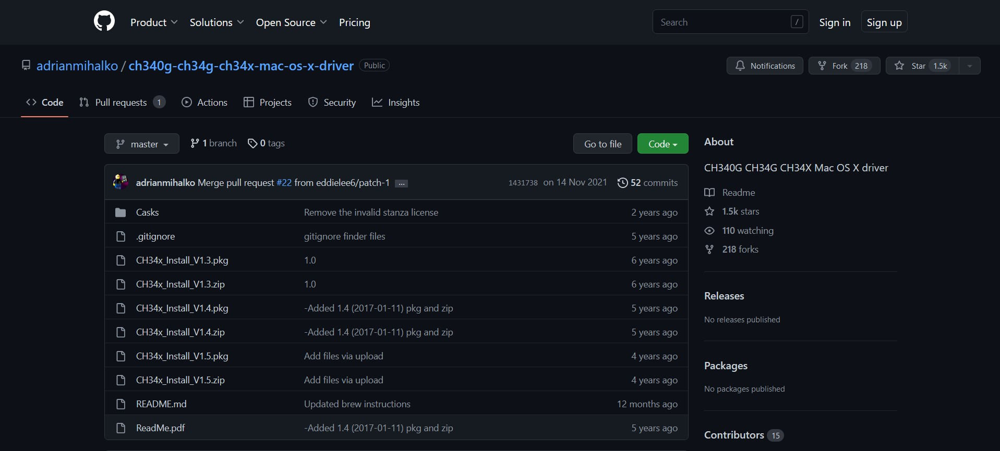 Product Solutions Open Source Pricing Search / Sign in Sign up
adrianmihalko / ch340g-ch34g-ch34x-mac-os-x-driver Public Notifications Fork 218 Star 1.5k
Code Pull requests 1 Actions Projects Security Insights
master 1 branch 0 tags Go to file Code
adrianmihalko Merge pull request #22 from eddielee6/patch-1 ... 1431738 on 14 Nov 2021 52 commits
Casks Remove the invalid stanza license 2 years ago
.gitignore gitignore finder files 5 years ago
CH34x_Install_V1.3.pkg 1.0 6 years ago
CH34x_Install_V1.3.zip 1.0 6 years ago
CH34x_Install_V1.4.pkg -Added 1.4 (2017-01-11) pkg and zip 5 years ago
CH34x_Install_V1.4.zip -Added 1.4 (2017-01-11) pkg and zip 5 years ago
CH34x_Install_V1.5.pkg Add files via upload 4 years ago
CH34x_Install_V1.5.zip Add files via upload 4 years ago
README.md Updated brew instructions 12 months ago
ReadMe.pdf -Added 1.4 (2017-01-11) pkg and zip 5 years ago
About
CH340G CH34G CH34X Mac OS X driver
Readme
1.5k stars
110 watching
218 forks
Releases
No releases published
Packages
No packages published
Contributors 15